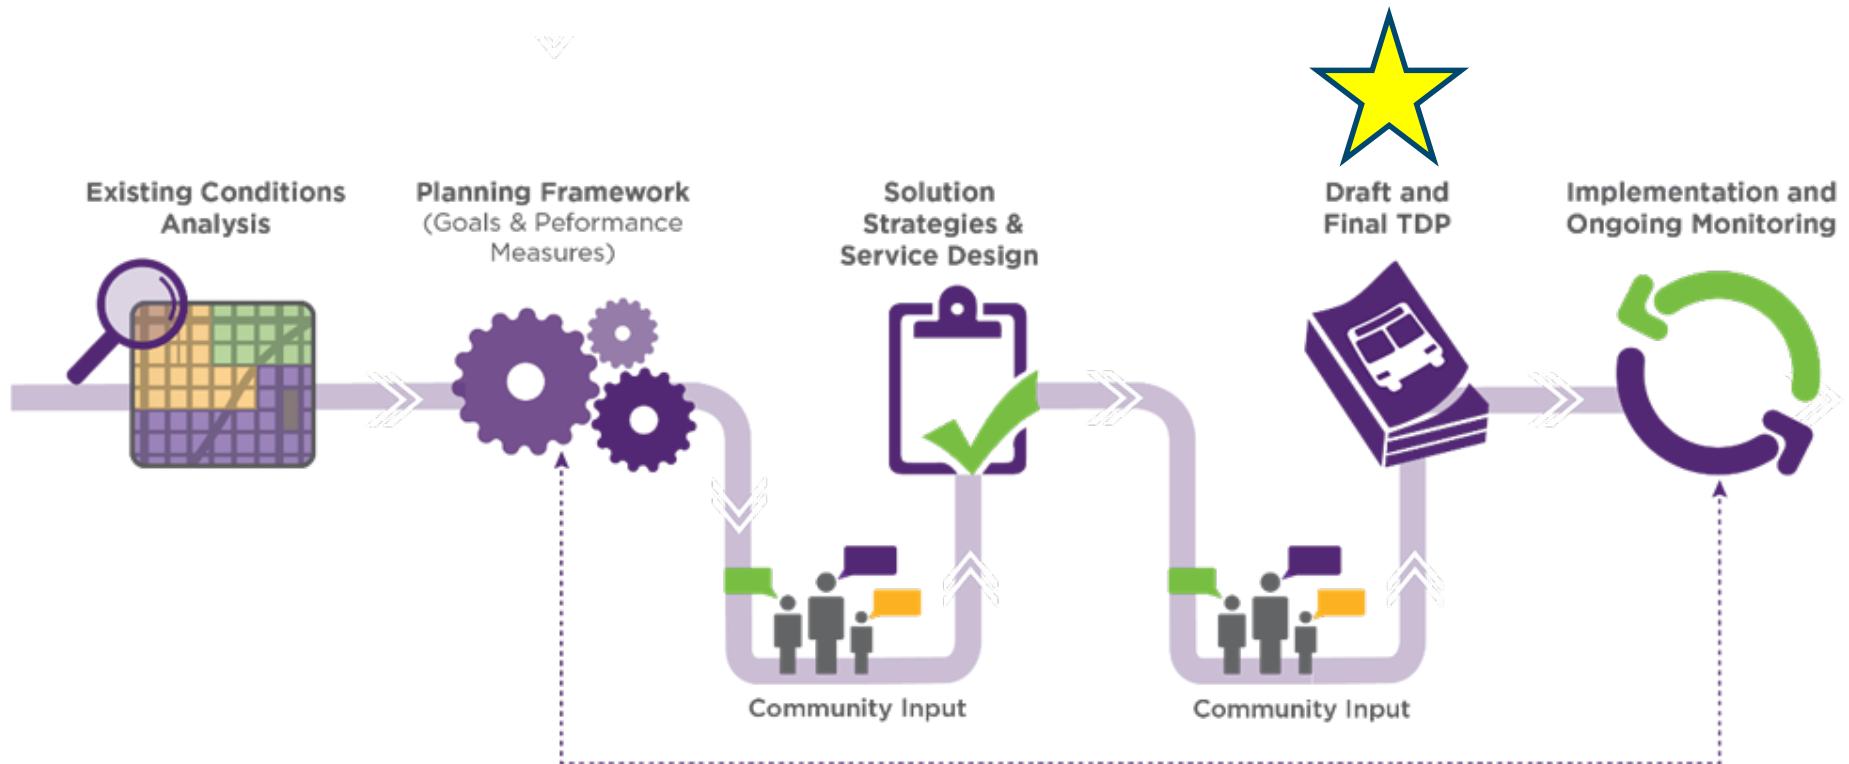 Existing Conditions
Analysis
Planning Framework
(Goals & Peformance
Measures)
Solution
Strategies &
Service Design
Draft and
Final TDP
Implementation and
Ongoing Monitoring
Community Input
Community Input